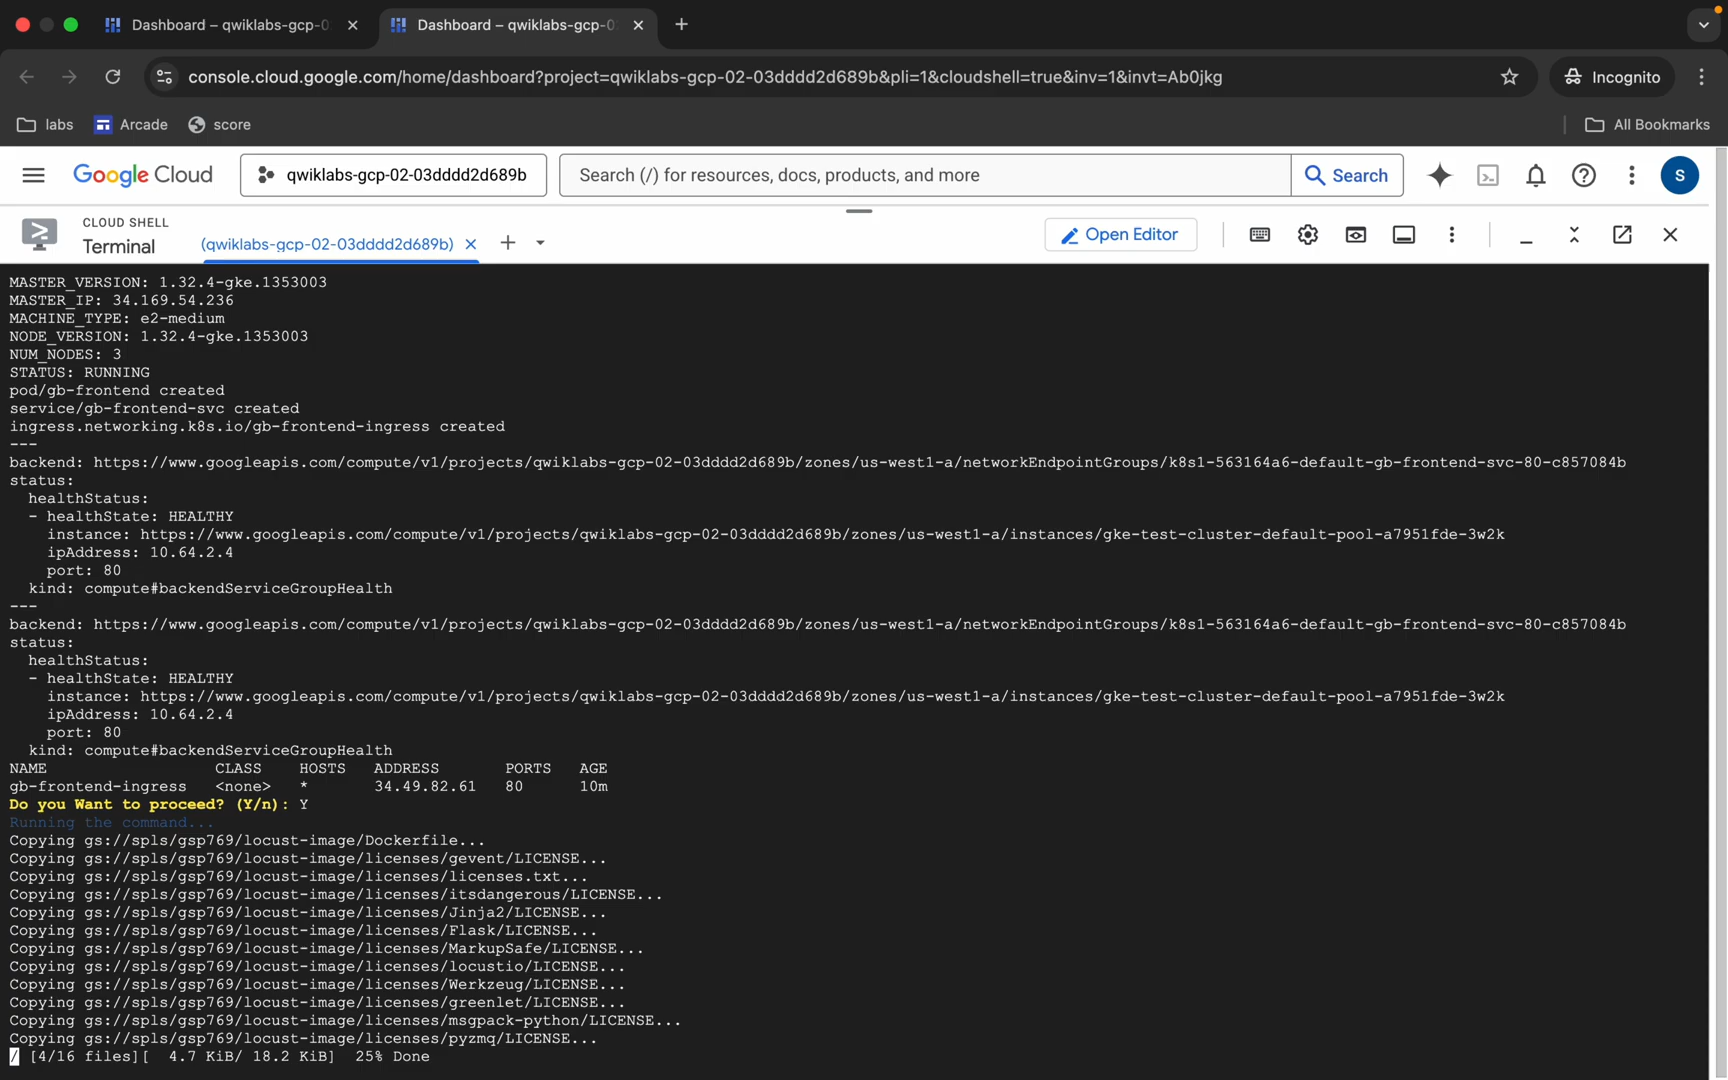 Dashboard – qwiklabs-gcp-0
Dashboard – qwiklabs-gcp-0
console.cloud.google.com/home/dashboard?project=qwiklabs-gcp-02-03dddd2d689b&pli=1&cloudshell=true&inv=1&invt=Ab0jkg
Incognito
labs
Arcade
score
All Bookmarks
Google Cloud
qwiklabs-gcp-02-03dddd2d689b
Search (/) for resources, docs, products, and more
Search
S
CLOUD SHELL
Terminal
(qwiklabs-gcp-02-03dddd2d689b)
Open Editor
MASTER_VERSION: 1.32.4-gke.1353003
MASTER_IP: 34.169.54.236
MACHINE_TYPE: e2-medium
NODE_VERSION: 1.32.4-gke.1353003
NUM_NODES: 3
STATUS: RUNNING
pod/gb-frontend created
service/gb-frontend-svc created
ingress.networking.k8s.io/gb-frontend-ingress created
---
backend: https://www.googleapis.com/compute/v1/projects/qwiklabs-gcp-02-03dddd2d689b/zones/us-west1-a/networkEndpointGroups/k8s1-563164a6-default-gb-frontend-svc-80-c857084b
status:
  healthStatus:
  - healthState: HEALTHY
    instance: https://www.googleapis.com/compute/v1/projects/qwiklabs-gcp-02-03dddd2d689b/zones/us-west1-a/instances/gke-test-cluster-default-pool-a7951fde-3w2k
    ipAddress: 10.64.2.4
    port: 80
  kind: compute#backendServiceGroupHealth
---
backend: https://www.googleapis.com/compute/v1/projects/qwiklabs-gcp-02-03dddd2d689b/zones/us-west1-a/networkEndpointGroups/k8s1-563164a6-default-gb-frontend-svc-80-c857084b
status:
  healthStatus:
  - healthState: HEALTHY
    instance: https://www.googleapis.com/compute/v1/projects/qwiklabs-gcp-02-03dddd2d689b/zones/us-west1-a/instances/gke-test-cluster-default-pool-a7951fde-3w2k
    ipAddress: 10.64.2.4
    port: 80
  kind: compute#backendServiceGroupHealth
NAME                  CLASS    HOSTS   ADDRESS       PORTS   AGE
gb-frontend-ingress   <none>   *       34.49.82.61   80      10m
Do you Want to proceed? (Y/n): Y
Running the command...
Copying gs://spls/gsp769/locust-image/Dockerfile...
Copying gs://spls/gsp769/locust-image/licenses/gevent/LICENSE...
Copying gs://spls/gsp769/locust-image/licenses/licenses.txt...
Copying gs://spls/gsp769/locust-image/licenses/itsdangerous/LICENSE...
Copying gs://spls/gsp769/locust-image/licenses/Jinja2/LICENSE...
Copying gs://spls/gsp769/locust-image/licenses/Flask/LICENSE...
Copying gs://spls/gsp769/locust-image/licenses/MarkupSafe/LICENSE...
Copying gs://spls/gsp769/locust-image/licenses/locustio/LICENSE...
Copying gs://spls/gsp769/locust-image/licenses/Werkzeug/LICENSE...
Copying gs://spls/gsp769/locust-image/licenses/greenlet/LICENSE...
Copying gs://spls/gsp769/locust-image/licenses/msgpack-python/LICENSE...
Copying gs://spls/gsp769/locust-image/licenses/pyzmq/LICENSE...
/ [4/16 files][  4.7 KiB/ 18.2 KiB]  25% Done